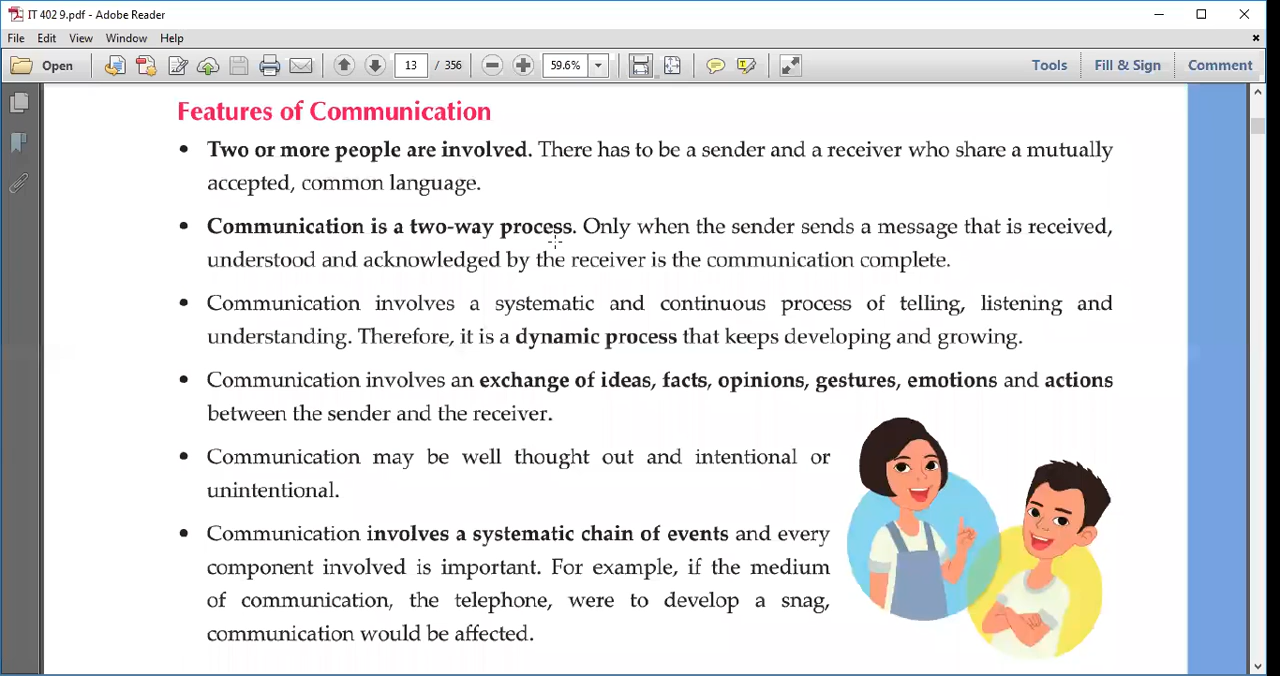 IT 402 9.pdf - Adobe Reader
File Edit View Window Help
Open 13 / 356 59.6% Tools Fill & Sign Comment
Features of Communication
• Two or more people are involved. There has to be a sender and a receiver who share a mutually
accepted, common language.
• Communication is a two-way process. Only when the sender sends a message that is received,
understood and acknowledged by the receiver is the communication complete.
• Communication involves a systematic and continuous process of telling, listening and
understanding. Therefore, it is a dynamic process that keeps developing and growing.
• Communication involves an exchange of ideas, facts, opinions, gestures, emotions and actions
between the sender and the receiver.
• Communication may be well thought out and intentional or
unintentional.
• Communication involves a systematic chain of events and every
component involved is important. For example, if the medium
of communication, the telephone, were to develop a snag,
communication would be affected.